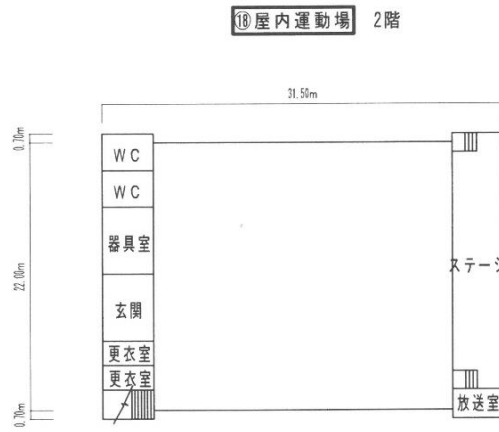 ⑱屋内運動場 2階
31.50m
0.70m
22.00m
0.70m
WC
WC
器具室
玄関
更衣室
更衣室
ステージ
放送室